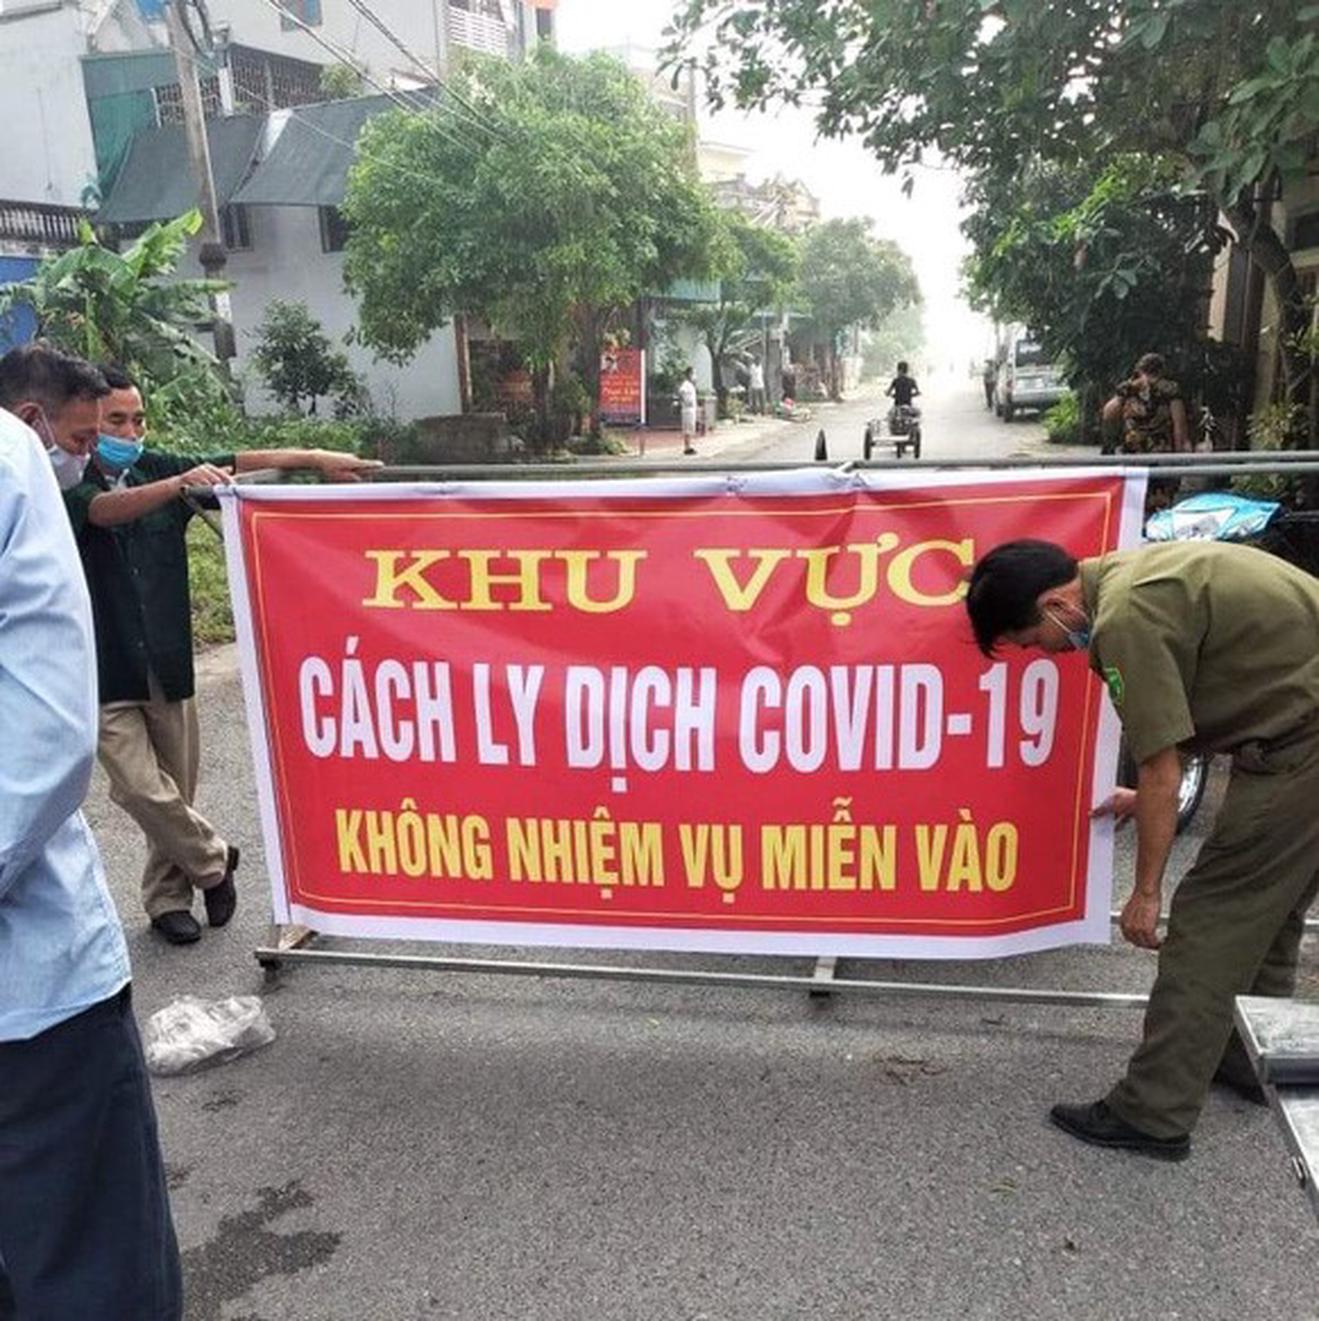 KHU VỰC
CÁCH LY DỊCH COVID-19
KHÔNG NHIỆM VỤ MIỄN VÀO